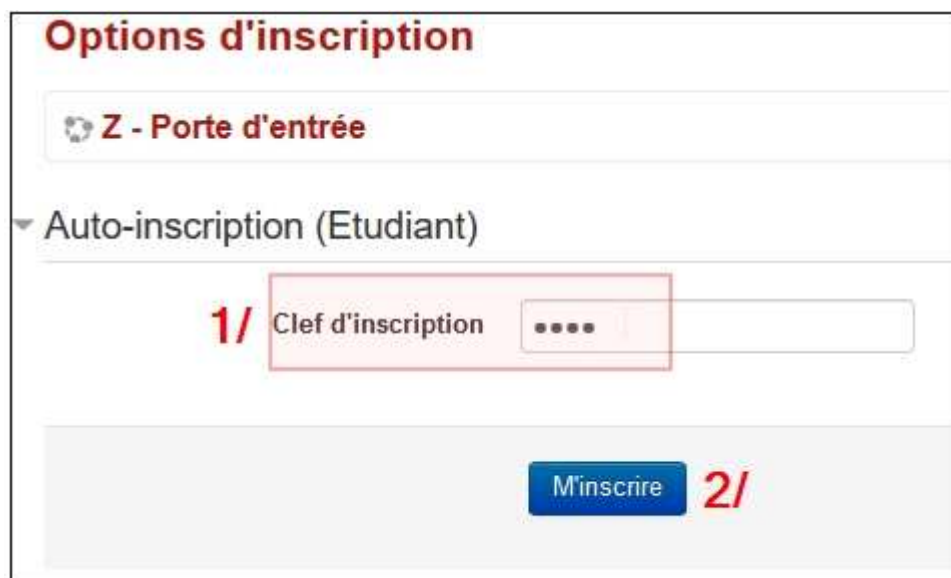 Options d'inscription
Z - Porte d'entrée
Auto-inscription (Etudiant)
1/ Clef d'inscription ••••
M'inscrire 2/